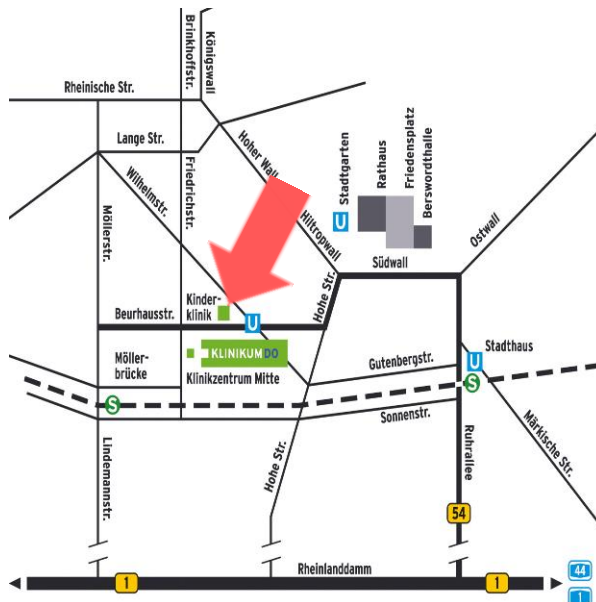 Brinkhoffstr.
Königswall
Rheinische Str.
Lange Str.
Wilhelmstr.
Friedrichstr.
Möllerstr.
Hoher Wall
Hiltropwall
U
Stadtgarten
Rathaus
Friedensplatz
Berswordthalle
Ostwall
Südwall
Hohe Str.
Beurhausstr.
Kinder-
klinik
U
KLINIKUMDO
Klinikzentrum Mitte
Möller-
brücke
Gutenbergstr.
U
Stadthaus
S
S
Sonnenstr.
Märkische Str.
Lindemannstr.
Hohe Str.
Ruhrallee
54
Rheinlanddamm
44
1
1
1